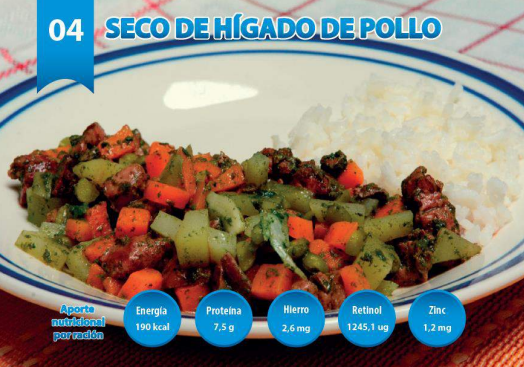 04
SECO DE HÍGADO DE POLLO
Aporte
nutricional
por ración
Energía
190 kcal
Proteína
7,5 g
Hierro
2,6 mg
Retinol
1245,1 ug
Zinc
1,2 mg